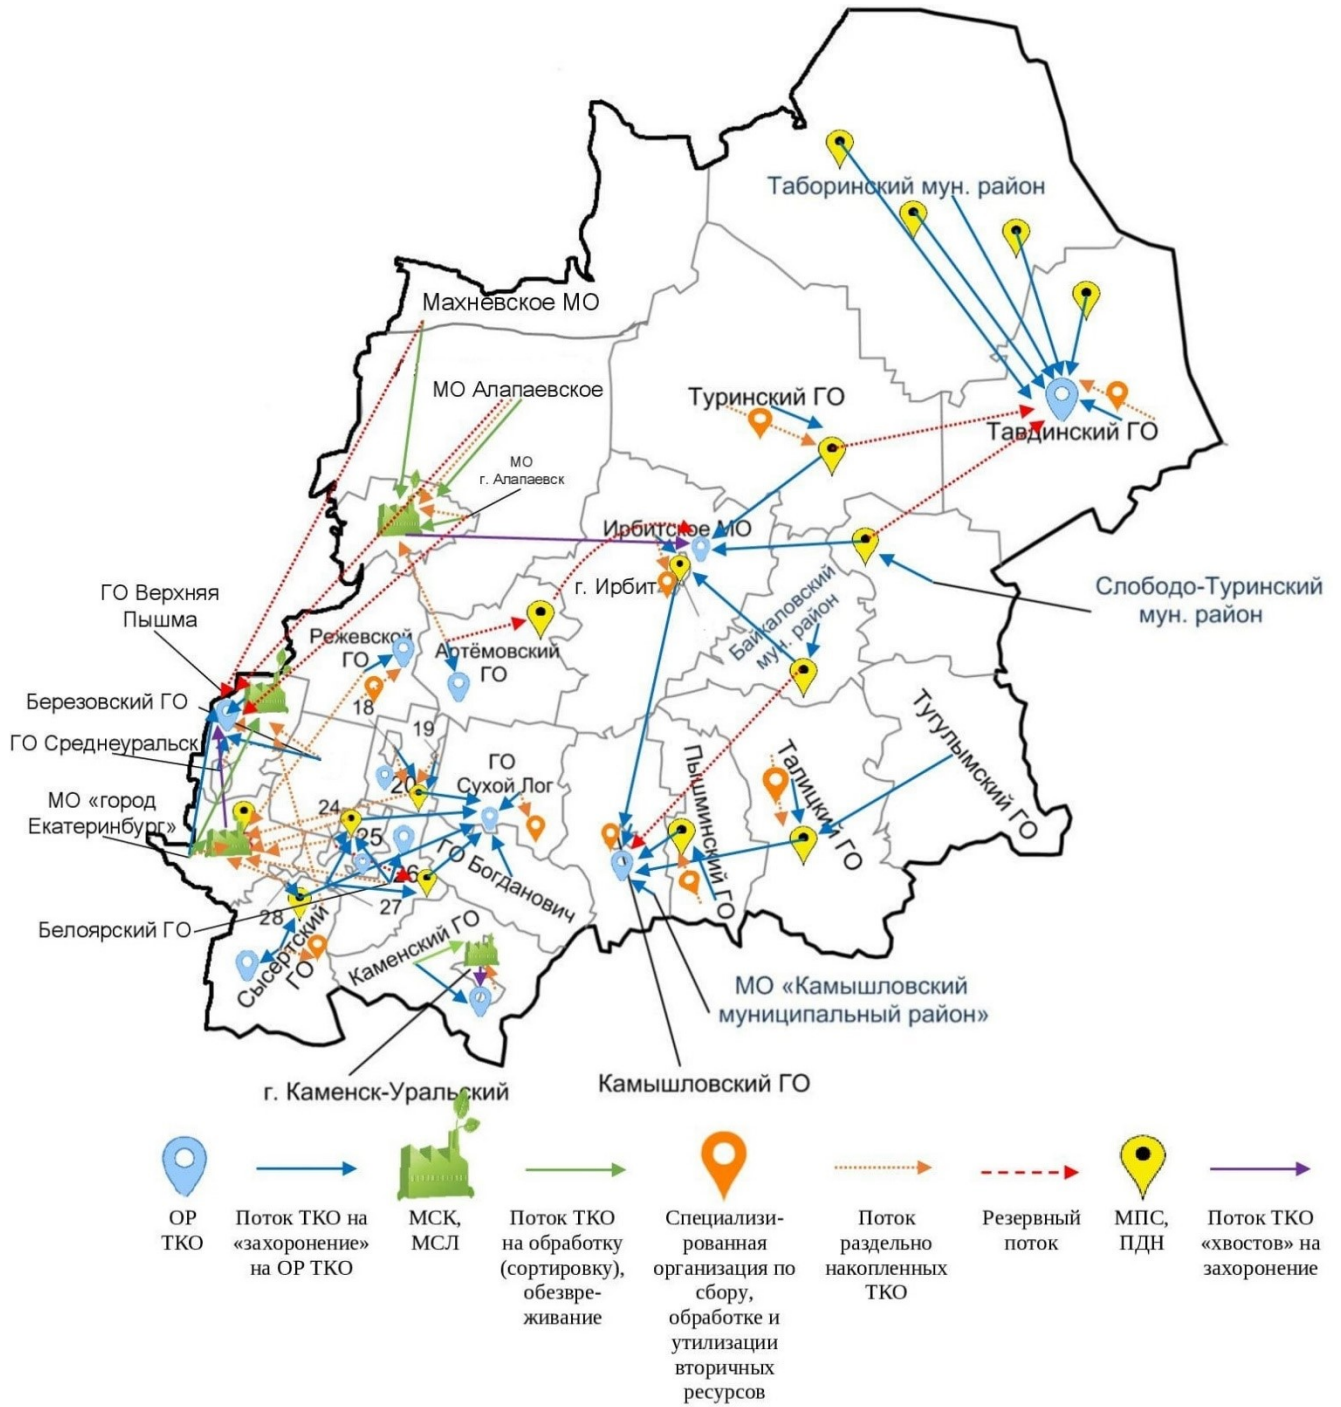 Таборинский мун. район
Махнёвское МО
МО Алапаевское
МО
г. Алапаевск
Туринский ГО
Тавдинский ГО
Ирбитское МО
г. Ирбит
Слободо-Туринский
мун. район
Байкаловский
мун. район
ГО Верхняя
Пышма
Режевской
ГО
Артёмовский
ГО
Березовский ГО
18
19
ГО Среднеуральск
ГО
Сухой Лог
20
МО «город
Екатеринбург»
24
25
26
27
28
Пышминский ГО
Талицкий ГО
Тугулымский ГО
ГО Богданович
Белоярский ГО
Сысертский
ГО
Каменский ГО
МО «Камышловский
муниципальный район»
г. Каменск-Уральский
Камышловский ГО
ОР
ТКО
Поток ТКО на
«захоронение»
на ОР ТКО
МСК,
МСЛ
Поток ТКО
на обработку
(сортировку),
обезвре-
живание
Специализи-
рованная
организация по
сбору,
обработке и
утилизации
вторичных
ресурсов
Поток
раздельно
накопленных
ТКО
Резервный
поток
МПС,
ПДН
Поток ТКО
«хвостов» на
захоронение